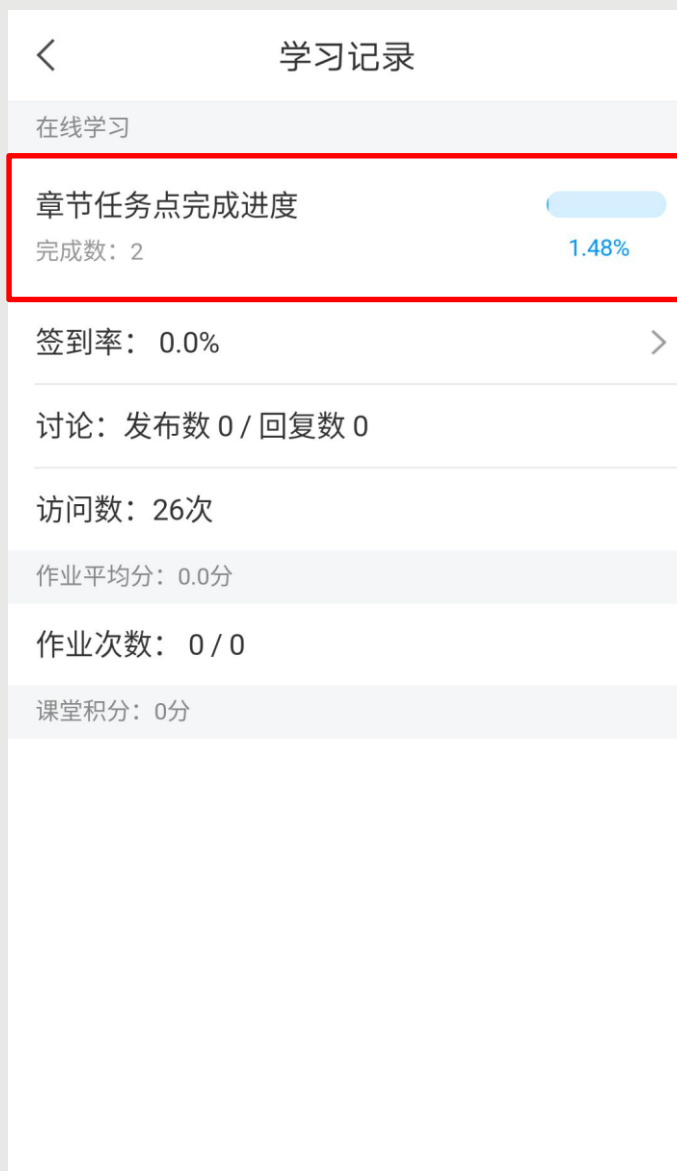 学习记录
在线学习
章节任务点完成进度
完成数：2
1.48%
签到率： 0.0%
讨论：发布数 0 / 回复数 0
访问数：26次
作业平均分：0.0分
作业次数： 0 / 0
课堂积分：0分